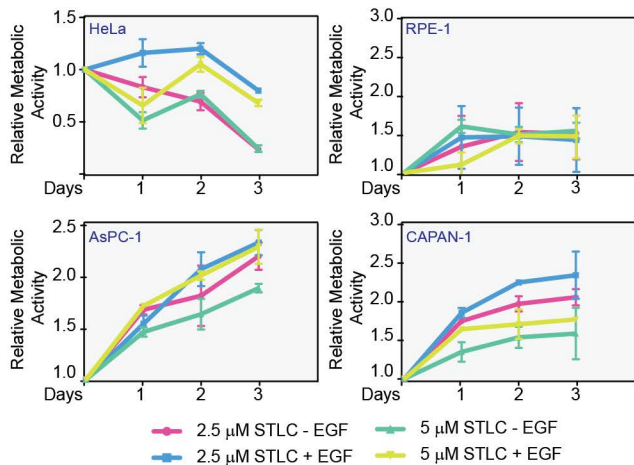 HeLa
Relative Metabolic
Activity
1.5
1.0
0.5
Days 1 2 3
RPE-1
Relative Metabolic
Activity
3.0
2.5
2.0
1.5
1.0
Days 1 2 3
AsPC-1
Relative Metabolic
Activity
2.5
2.0
1.5
1.0
Days 1 2 3
CAPAN-1
Relative Metabolic
Activity
3.0
2.5
2.0
1.5
1.0
Days 1 2 3
2.5 μM STLC - EGF
5 μM STLC - EGF
2.5 μM STLC + EGF
5 μM STLC + EGF